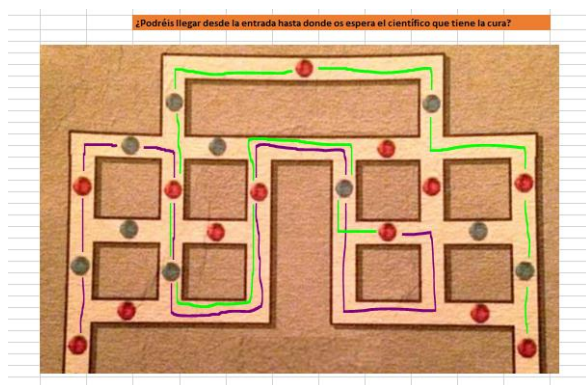 ¿Podréis llegar desde la entrada hasta donde os espera el científico que tiene la cura?